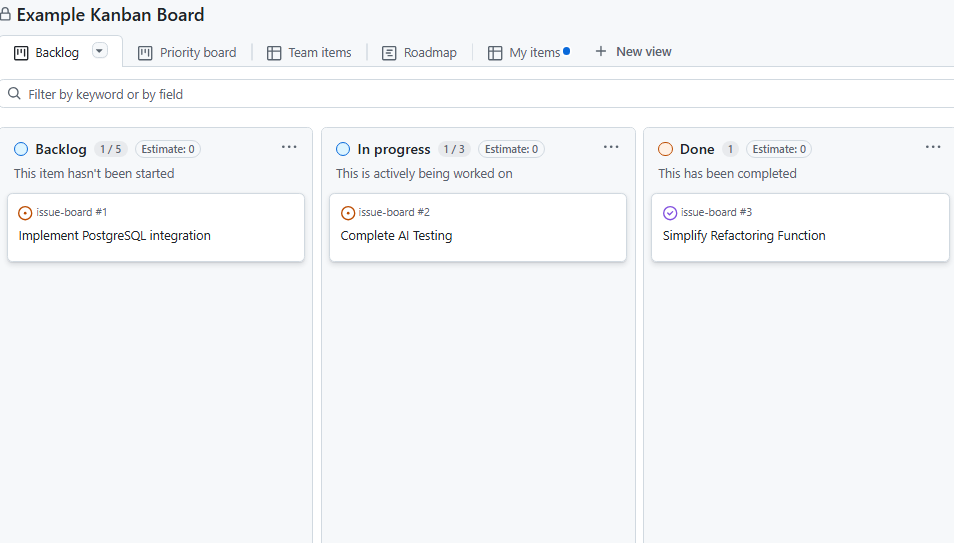 Example Kanban Board
Backlog Priority board Team items Roadmap My items + New view
Filter by keyword or by field
Backlog 1 / 5 Estimate: 0 ...
This item hasn't been started
issue-board #1
Implement PostgreSQL integration
In progress 1 / 3 Estimate: 0 ...
This is actively being worked on
issue-board #2
Complete AI Testing
Done 1 Estimate: 0 ...
This has been completed
issue-board #3
Simplify Refactoring Function